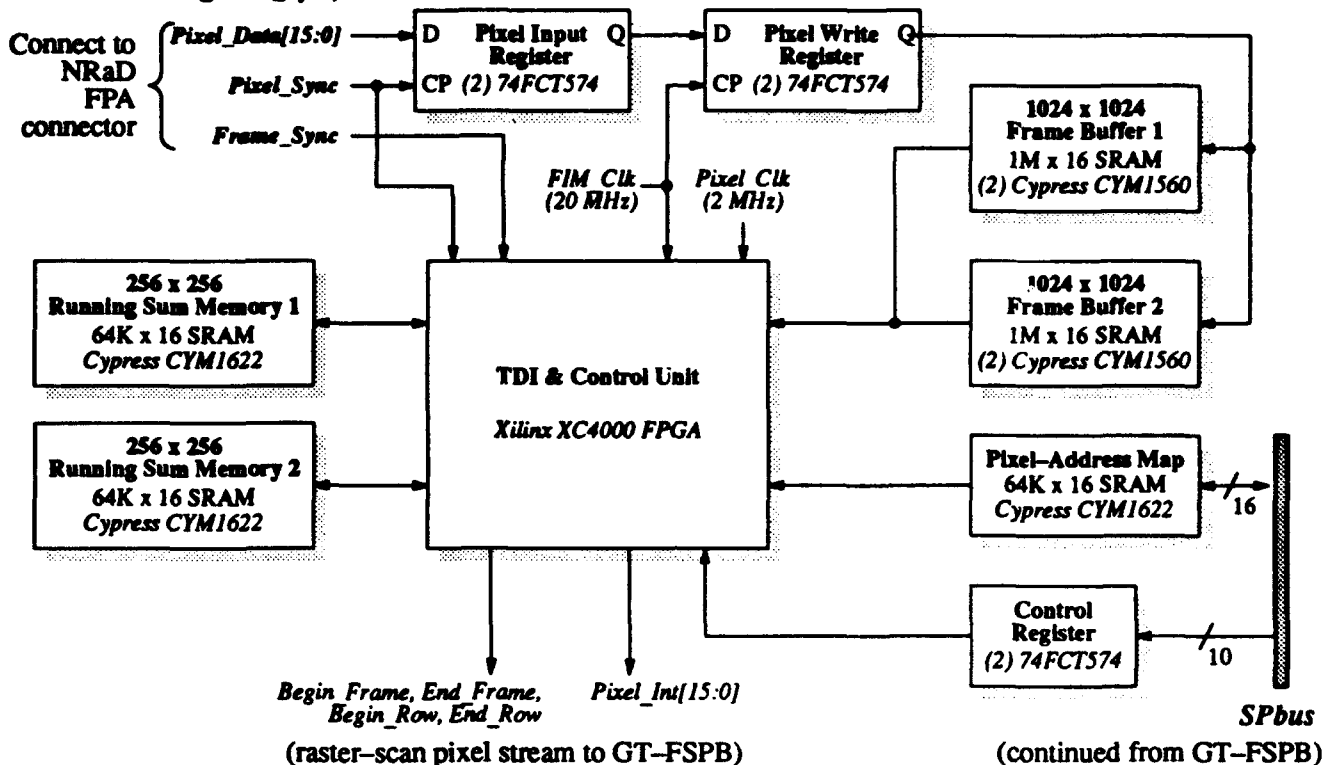 Connect to
NRaD
FPA
connector
Pixel_Data[15:0]
Pixel_Sync
Frame_Sync
D Pixel Input Q
Register
CP (2) 74FCT574
D Pixel Write Q
Register
CP (2) 74FCT574
1024 x 1024
Frame Buffer 1
1M x 16 SRAM
(2) Cypress CYM1560
FIM_Clk
(20 MHz)
Pixel_Clk
(2 MHz)
256 x 256
Running Sum Memory 1
64K x 16 SRAM
Cypress CYM1622
1024 x 1024
Frame Buffer 2
1M x 16 SRAM
(2) Cypress CYM1560
TDI & Control Unit
Xilinx XC4000 FPGA
256 x 256
Running Sum Memory 2
64K x 16 SRAM
Cypress CYM1622
Pixel–Address Map
64K x 16 SRAM
Cypress CYM1622
16
Control
Register
(2) 74FCT574
10
Begin_Frame, End_Frame,
Begin_Row, End_Row
Pixel_Int[15:0]
SPbus
(raster–scan pixel stream to GT–FSPB)
(continued from GT–FSPB)